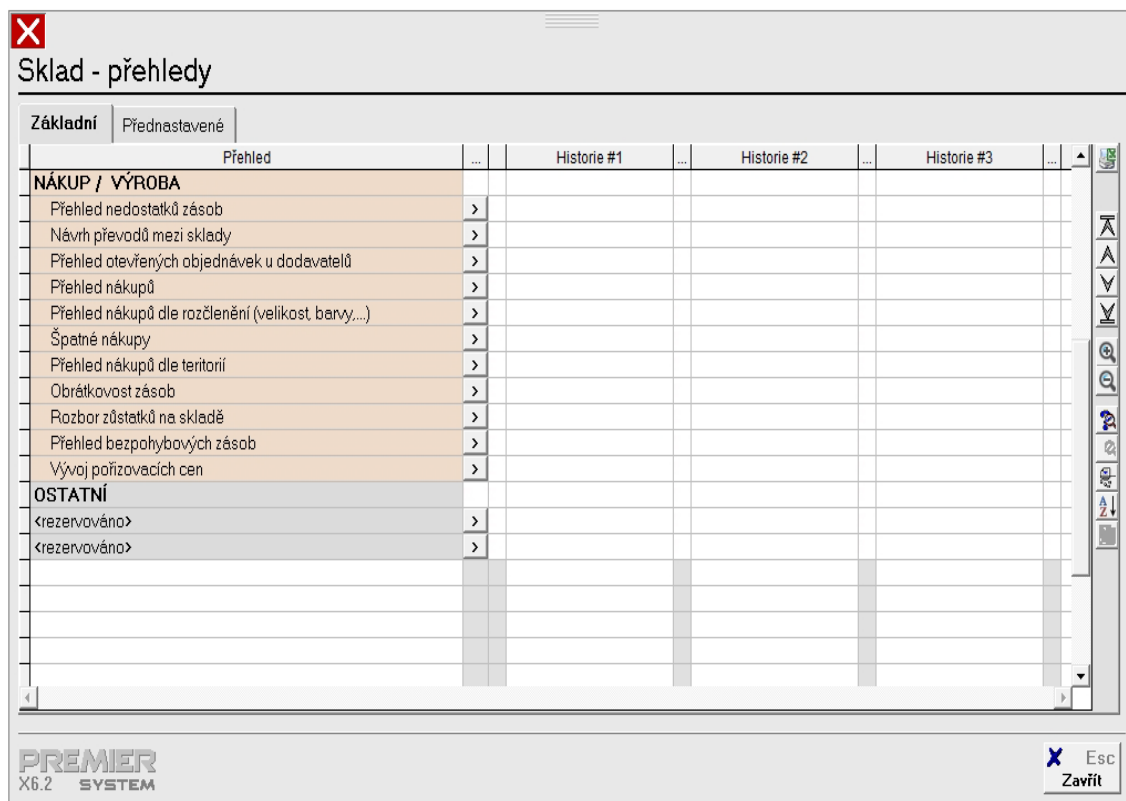 Sklad - přehledy
Základní Přednastavené
Přehled ... Historie #1 ... Historie #2 ... Historie #3 ...
NÁKUP / VÝROBA
Přehled nedostatků zásob >
Návrh převodů mezi sklady >
Přehled otevřených objednávek u dodavatelů >
Přehled nákupů >
Přehled nákupů dle rozčlenění (velikost, barvy,...) >
Špatné nákupy >
Přehled nákupů dle teritorií >
Obrátkovost zásob >
Rozbor zůstatků na skladě >
Přehled bezpohybových zásob >
Vývoj pořizovacích cen >
OSTATNÍ
<rezervováno> >
<rezervováno> >
PREMIER
X6.2 SYSTEM
Esc
Zavřít